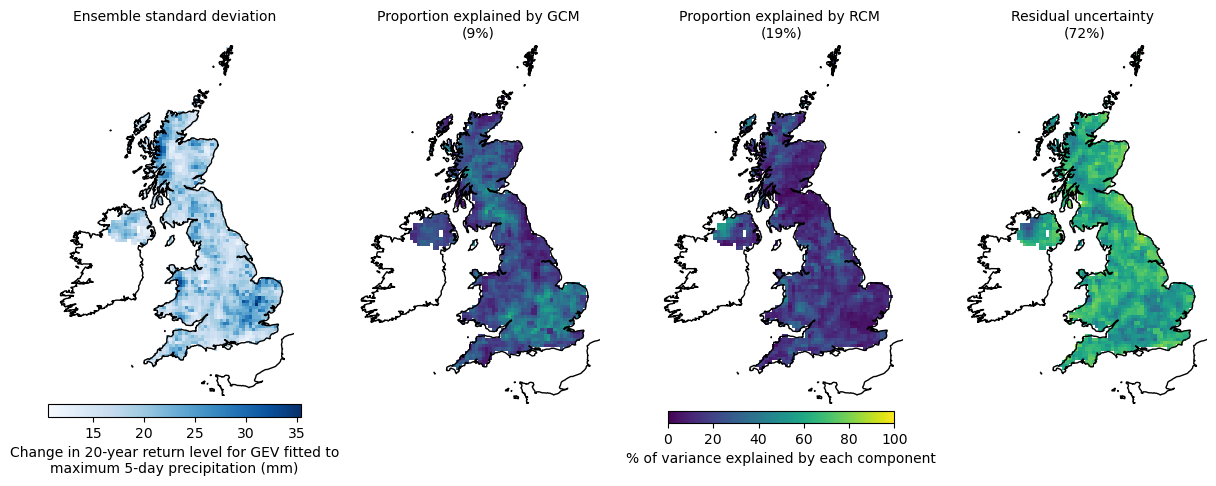 Ensemble standard deviation
Proportion explained by GCM
(9%)
Proportion explained by RCM
(19%)
Residual uncertainty
(72%)
15 20 25 30 35
Change in 20-year return level for GEV fitted to
maximum 5-day precipitation (mm)
0 20 40 60 80 100
% of variance explained by each component